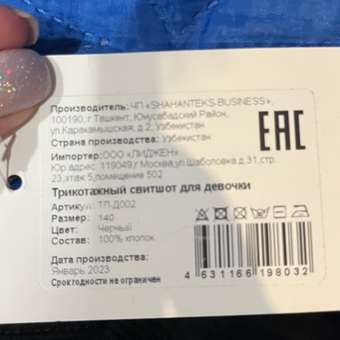 Производитель: ЧП «SHAHANTEKS-BUSINESS»,
100190, г.Ташкент, Юнусабадский Район,
ул.Каракамышская, д.2, Узбекистан
Страна производства: Узбекистан
Импортер: ООО «ЛИДЖЕН»
Юр.адрес: 119049, г.Москва,ул.Шаболовка д.31,стр.
23,этаж 5,помещение 502
EAC
Трикотажный свитшот для девочки
Артикул: ТП-Д002
Размер: 140
Цвет: Черный
Состав: 100% хлопок
Дата производства:
Январь 2023
Срок годности не ограничен
4 631166 198032